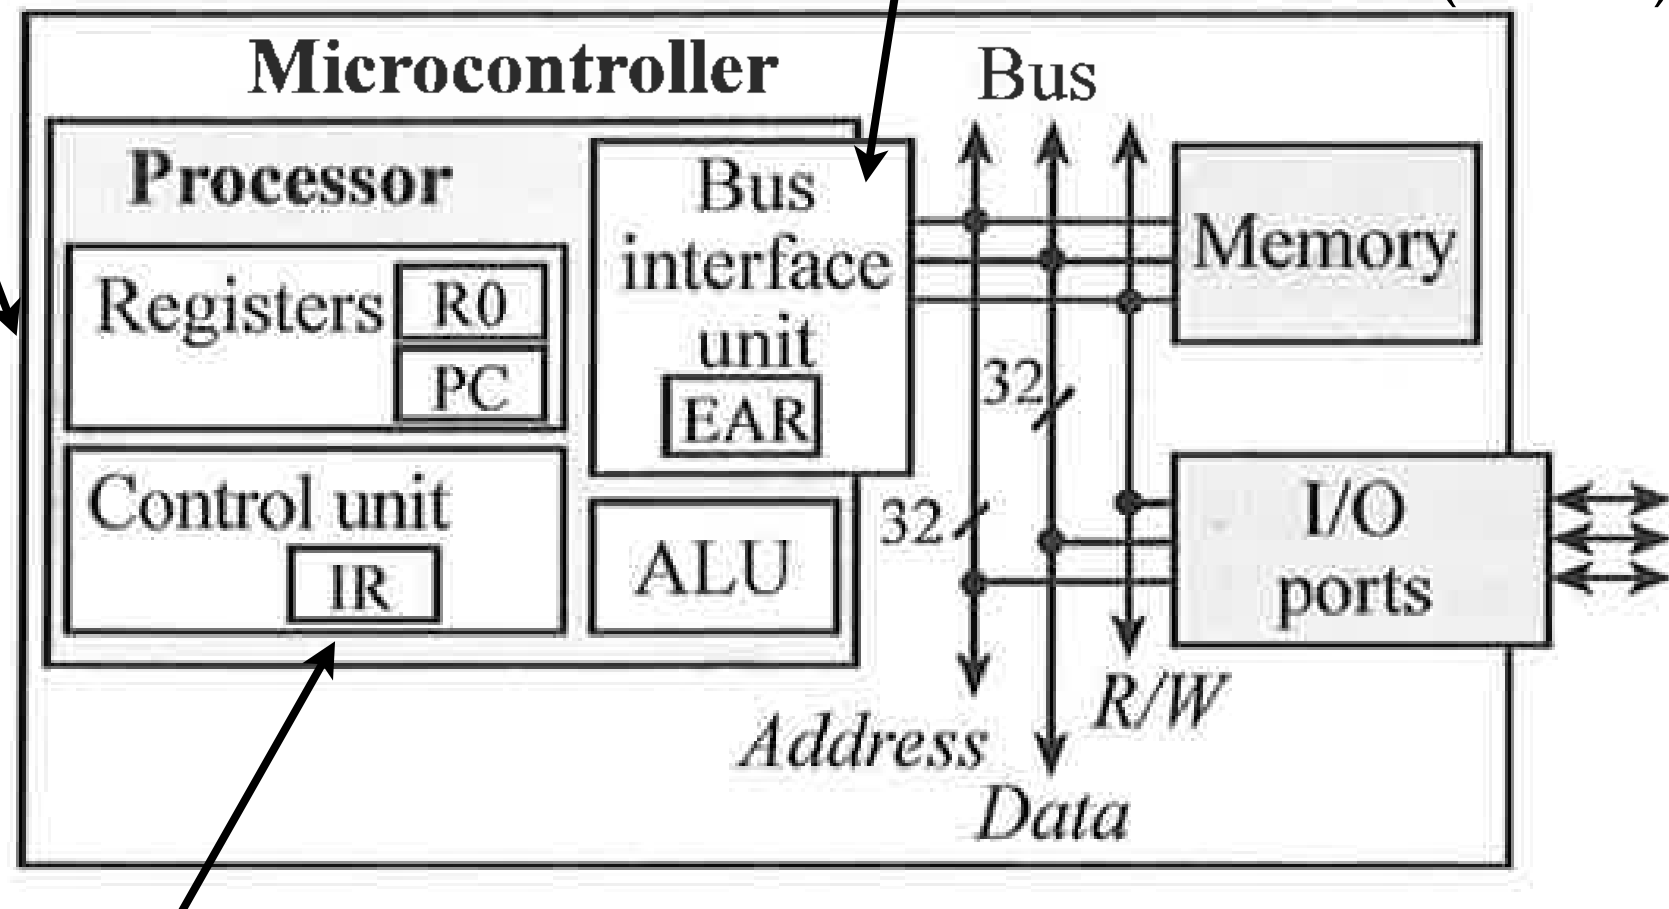 Microcontroller
Bus
Processor
Bus
interface
unit
EAR
Registers
R0
PC
Control unit
IR
ALU
Memory
32
32
I/O
ports
R/W
Address
Data